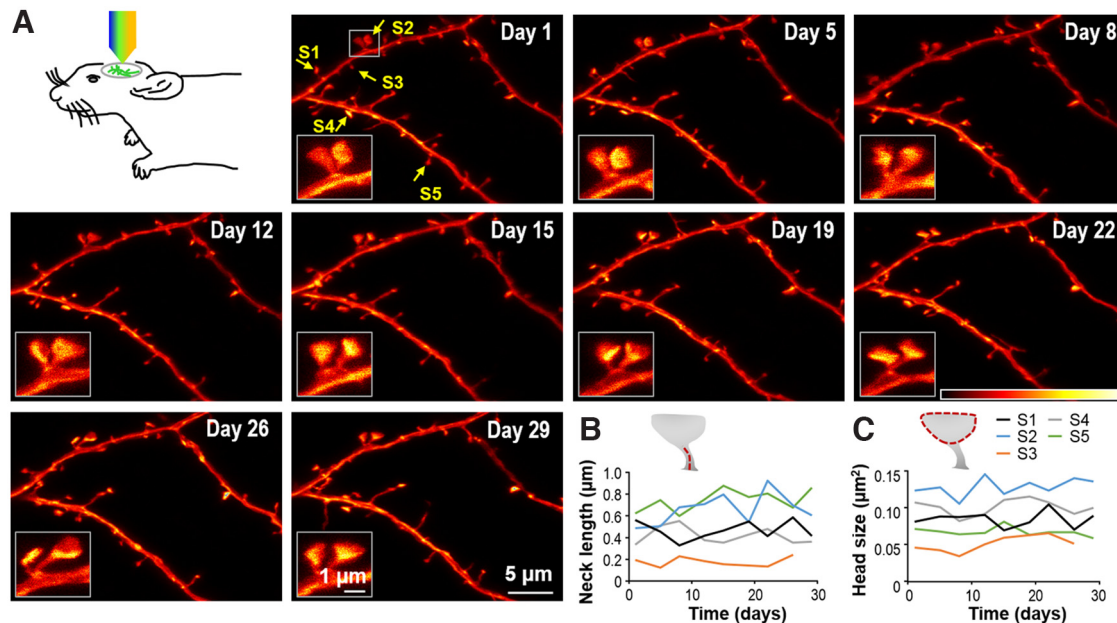 A
Day 1
S1
S2
S3
S4
S5
Day 5
Day 8
Day 12
Day 15
Day 19
Day 22
Day 26
Day 29
1 μm
5 μm
B
Neck length (μm)
1.0
0.8
0.6
0.4
0.2
0
0 10 20 30
Time (days)
C
S1 S4
S2 S5
S3
Head size (μm²)
0.15
0.10
0.05
0
0 10 20 30
Time (days)